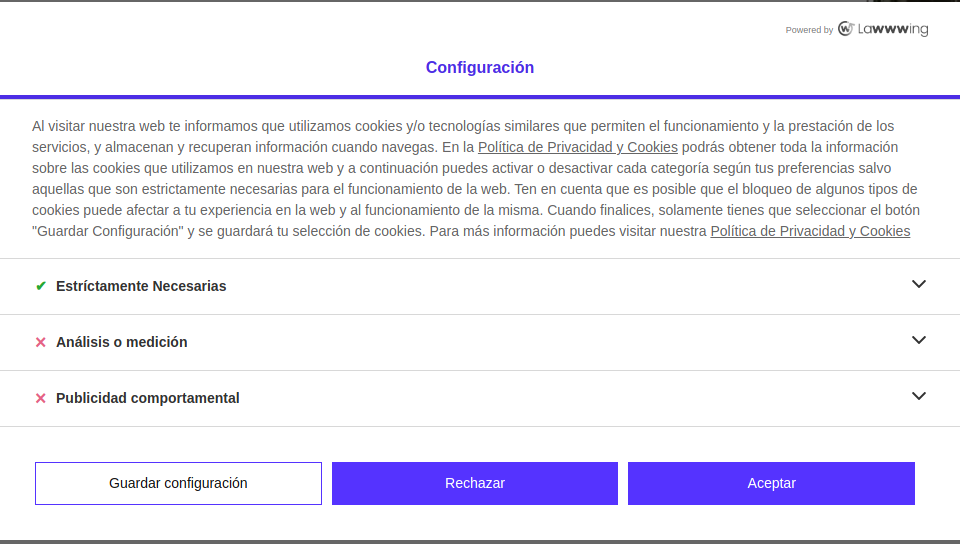 Powered by Lawwwing
Configuración
Al visitar nuestra web te informamos que utilizamos cookies y/o tecnologías similares que permiten el funcionamiento y la prestación de los
servicios, y almacenan y recuperan información cuando navegas. En la Política de Privacidad y Cookies podrás obtener toda la información
sobre las cookies que utilizamos en nuestra web y a continuación puedes activar o desactivar cada categoría según tus preferencias salvo
aquellas que son estrictamente necesarias para el funcionamiento de la web. Ten en cuenta que es posible que el bloqueo de algunos tipos de
cookies puede afectar a tu experiencia en la web y al funcionamiento de la misma. Cuando finalices, solamente tienes que seleccionar el botón
"Guardar Configuración" y se guardará tu selección de cookies. Para más información puedes visitar nuestra Política de Privacidad y Cookies
✔ Estríctamente Necesarias
✕ Análisis o medición
✕ Publicidad comportamental
Guardar configuración
Rechazar
Aceptar